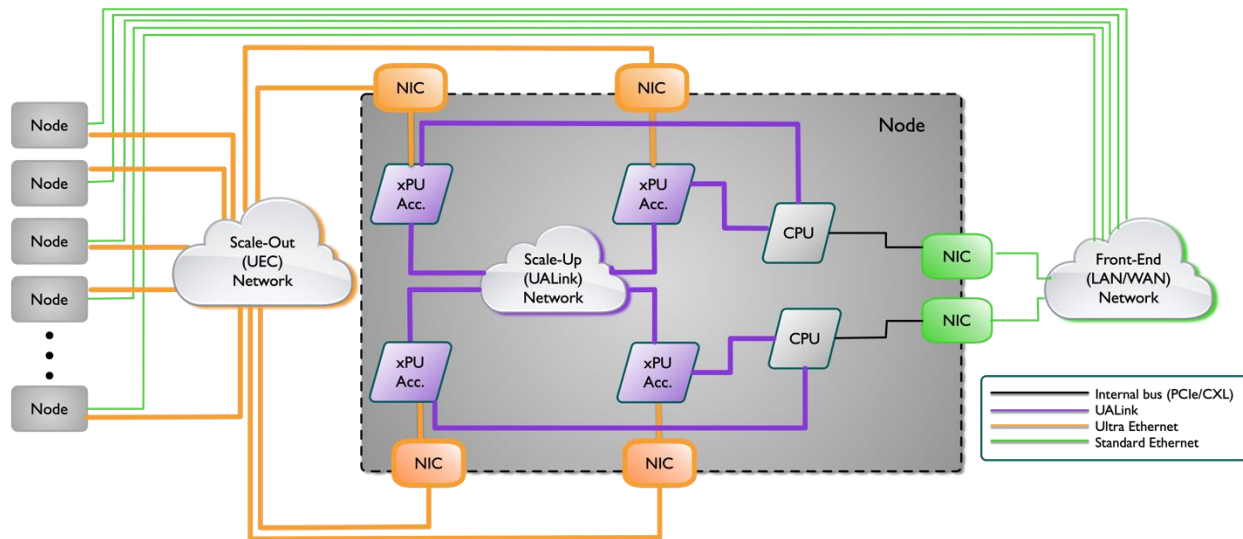 NIC
NIC
Node
Node
Node
Node
Node
Node
xPU
Acc.
xPU
Acc.
CPU
Scale-Out
(UEC)
Network
Scale-Up
(UALink)
Network
NIC
Front-End
(LAN/WAN)
Network
NIC
CPU
xPU
Acc.
xPU
Acc.
NIC
NIC
Internal bus (PCIe/CXL)
UALink
Ultra Ethernet
Standard Ethernet